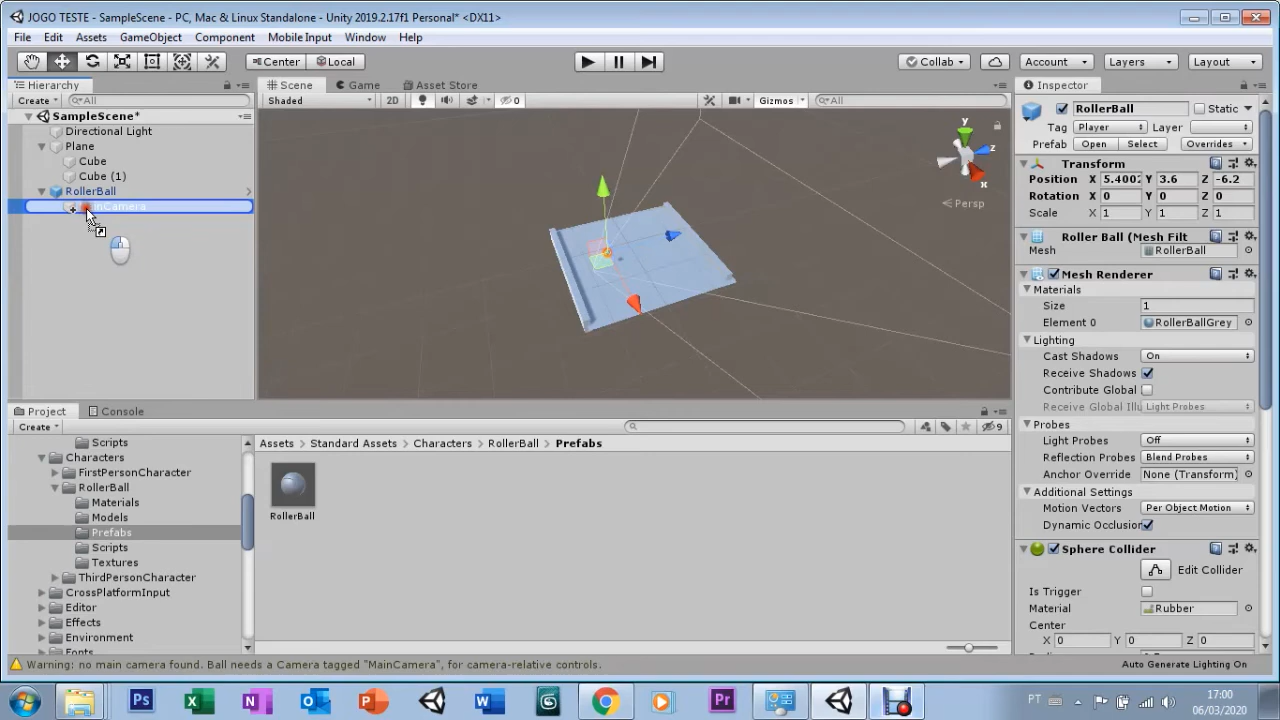 JOGO TESTE - SampleScene - PC, Mac & Linux Standalone - Unity 2019.2.17f1 Personal* <DX11>
File Edit Assets GameObject Component Mobile Input Window Help
Center Local Collab Account Layers Layout
Hierarchy Scene Game Asset Store Inspector
Create All Shaded 2D 0 Gizmos All RollerBall Static
SampleScene* Tag Player Layer
Directional Light Prefab Open Select Overrides
Plane Transform
Cube Position X 5.4002 Y 3.6 Z -6.2
Cube (1) Rotation X 0 Y 0 Z 0
RollerBall Scale X 1 Y 1 Z 1
inCamera
y
z
x
Persp
Roller Ball (Mesh Filt
Mesh RollerBall
Mesh Renderer
Materials
Size 1
Element 0 RollerBallGrey
Lighting
Cast Shadows On
Receive Shadows
Contribute Global
Receive Global Illu Light Probes
Probes
Light Probes Off
Reflection Probes Blend Probes
Anchor Override None (Transform)
Additional Settings
Motion Vectors Per Object Motion
Dynamic Occlusion
Sphere Collider
Edit Collider
Is Trigger
Material Rubber
Center
X 0 Y 0 Z 0
Project Console
Create 9
Scripts Assets Standard Assets Characters RollerBall Prefabs
Characters
FirstPersonCharacter
RollerBall
Materials
Models RollerBall
Prefabs
Scripts
Textures
ThirdPersonCharacter
CrossPlatformInput
Editor
Effects
Environment
Fonts
Warning: no main camera found. Ball needs a Camera tagged "MainCamera", for camera-relative controls. Auto Generate Lighting On
Ps Pr PT 17:00
06/03/2020